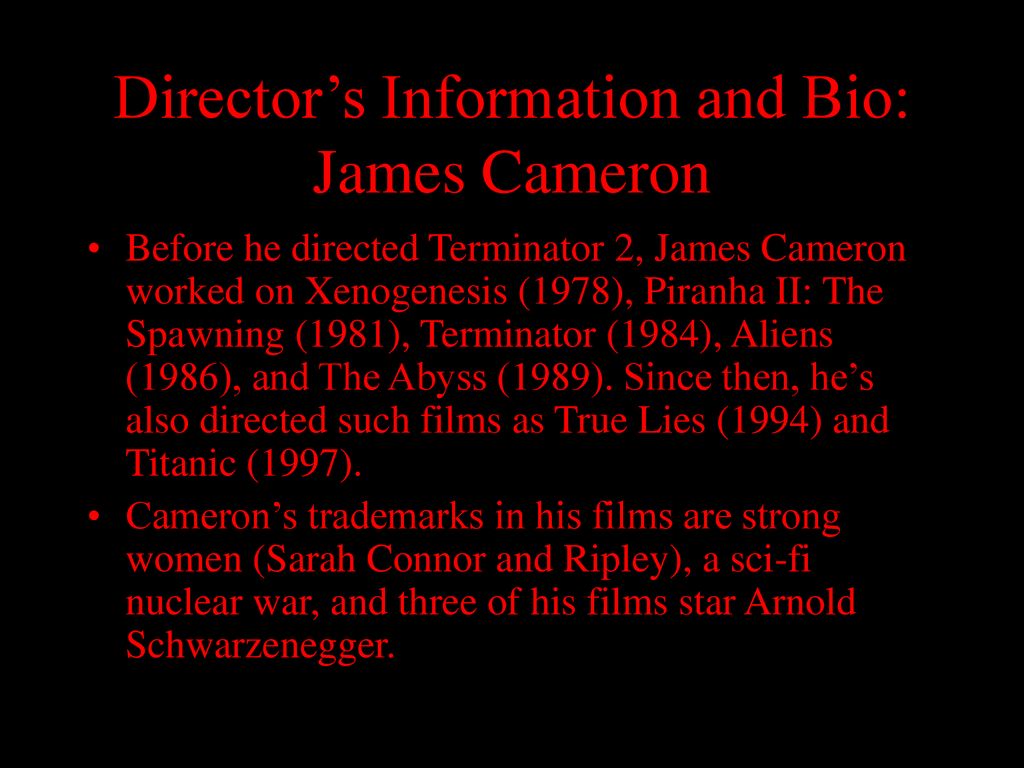 Director’s Information and Bio:
James Cameron
• Before he directed Terminator 2, James Cameron
worked on Xenogenesis (1978), Piranha II: The
Spawning (1981), Terminator (1984), Aliens
(1986), and The Abyss (1989). Since then, he’s
also directed such films as True Lies (1994) and
Titanic (1997).
• Cameron’s trademarks in his films are strong
women (Sarah Connor and Ripley), a sci-fi
nuclear war, and three of his films star Arnold
Schwarzenegger.